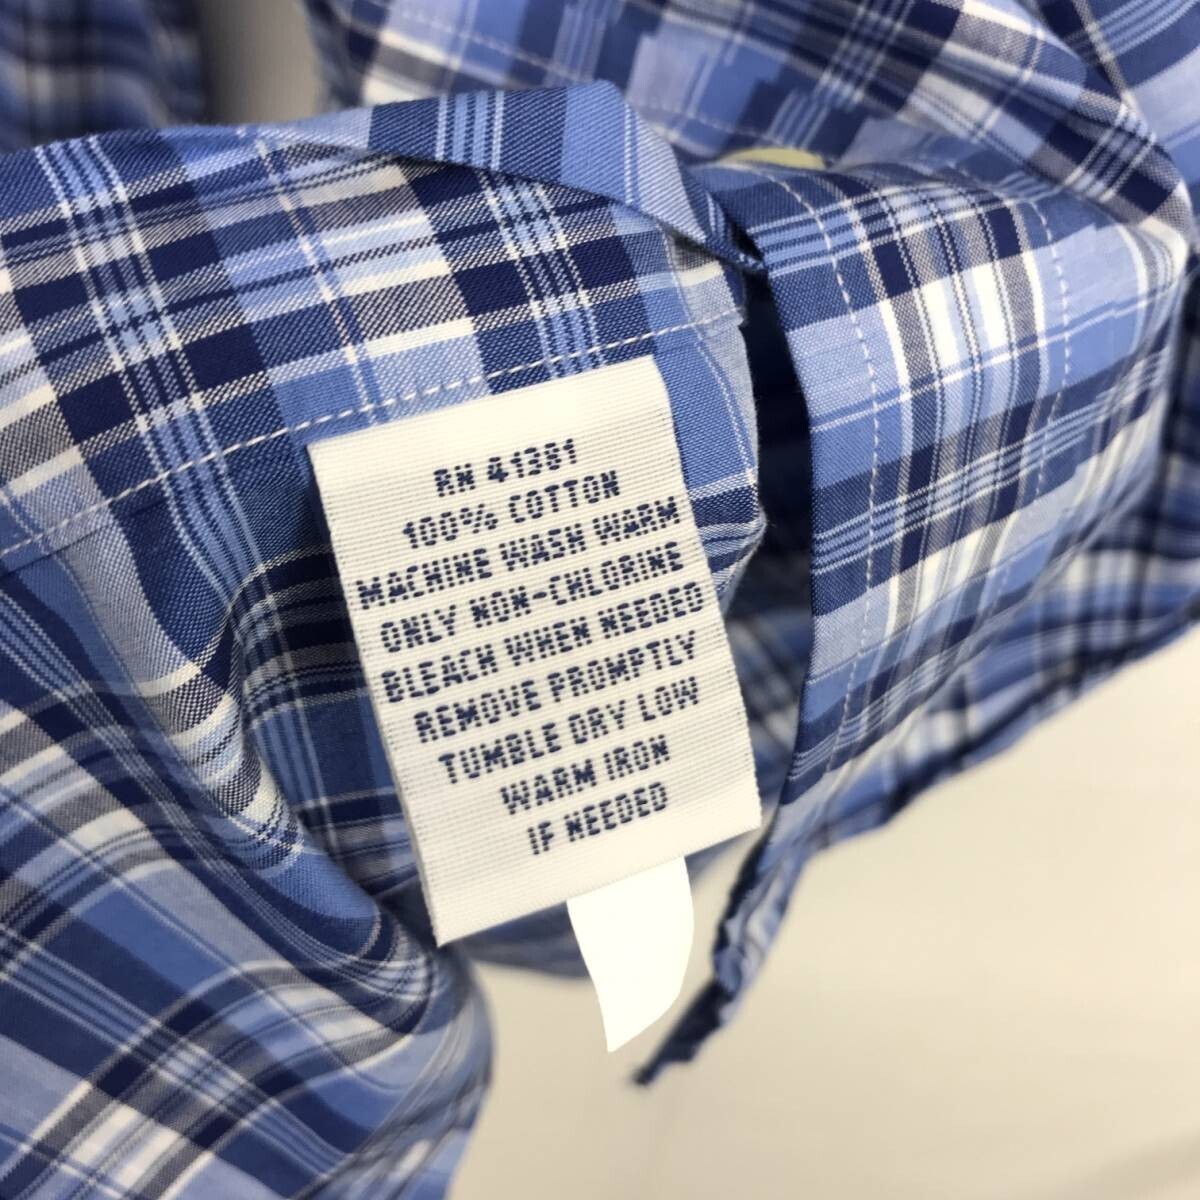 RN 41381
100% COTTON
MACHINE WASH WARM
ONLY NON-CHLORINE
BLEACH WHEN NEEDED
REMOVE PROMPTLY
TUMBLE DRY LOW
WARM IRON
IF NEEDED